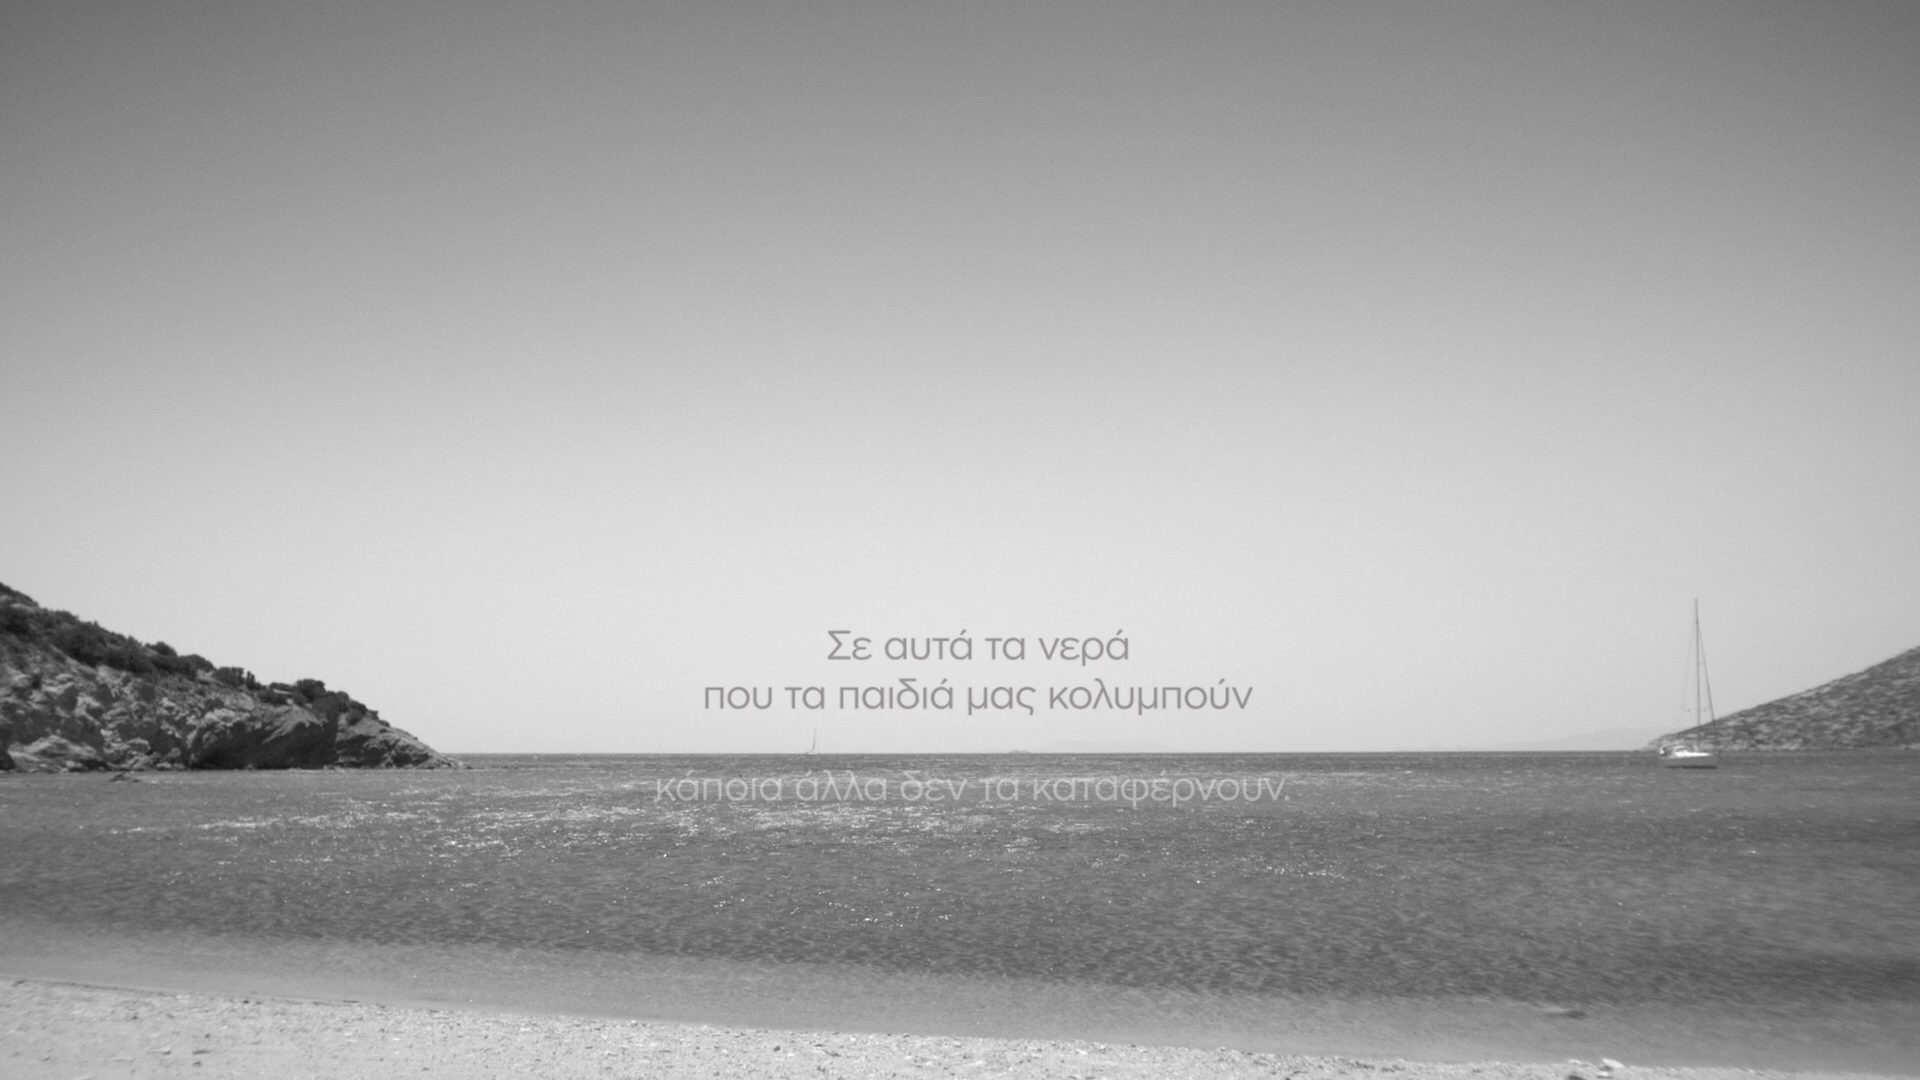 Σε αυτά τα νερά
που τα παιδιά μας κολυμπούν
κάποια άλλα δεν τα καταφέρνουν.